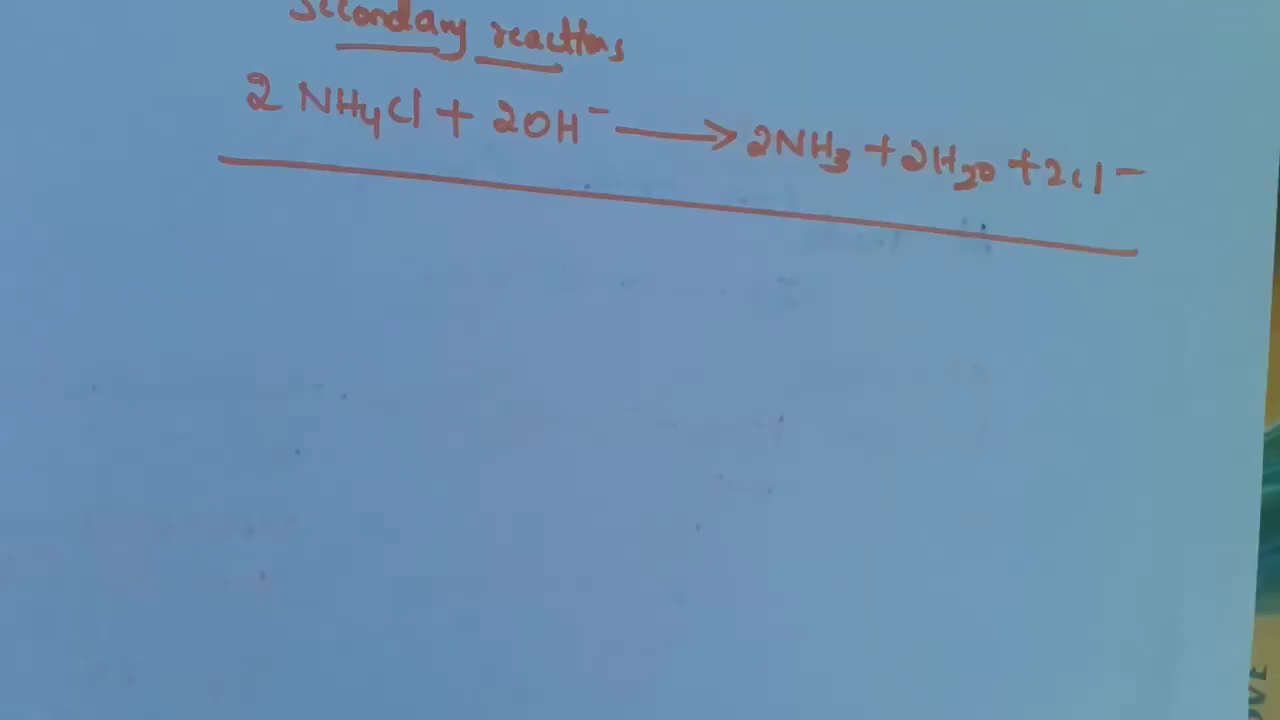 Secondary reactions
2 NH4Cl + 2OH⁻ ⟶ 2NH3 + 2H2O + 2Cl⁻